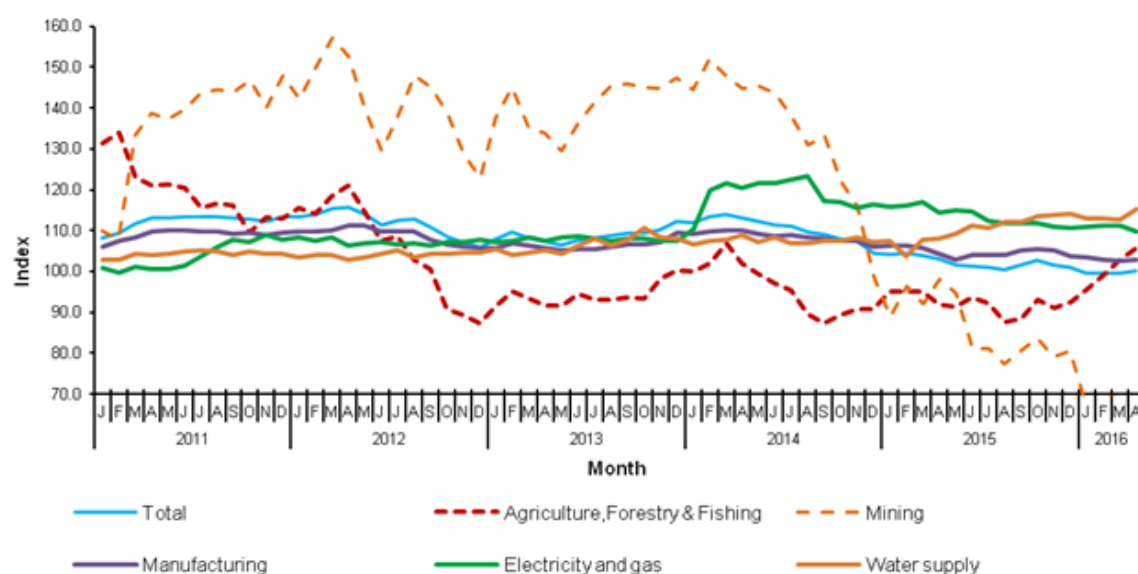 160.0
150.0
140.0
130.0
120.0
110.0
100.0
90.0
80.0
70.0
Index
J F M A M J J A S O N D J F M A M J J A S O N D J F M A M J J A S O N D J F M A M J J A S O N D J F M A M J J A S O N D J F M A
2011 2012 2013 2014 2015 2016
Month
Total Agriculture,Forestry & Fishing Mining
Manufacturing Electricity and gas Water supply